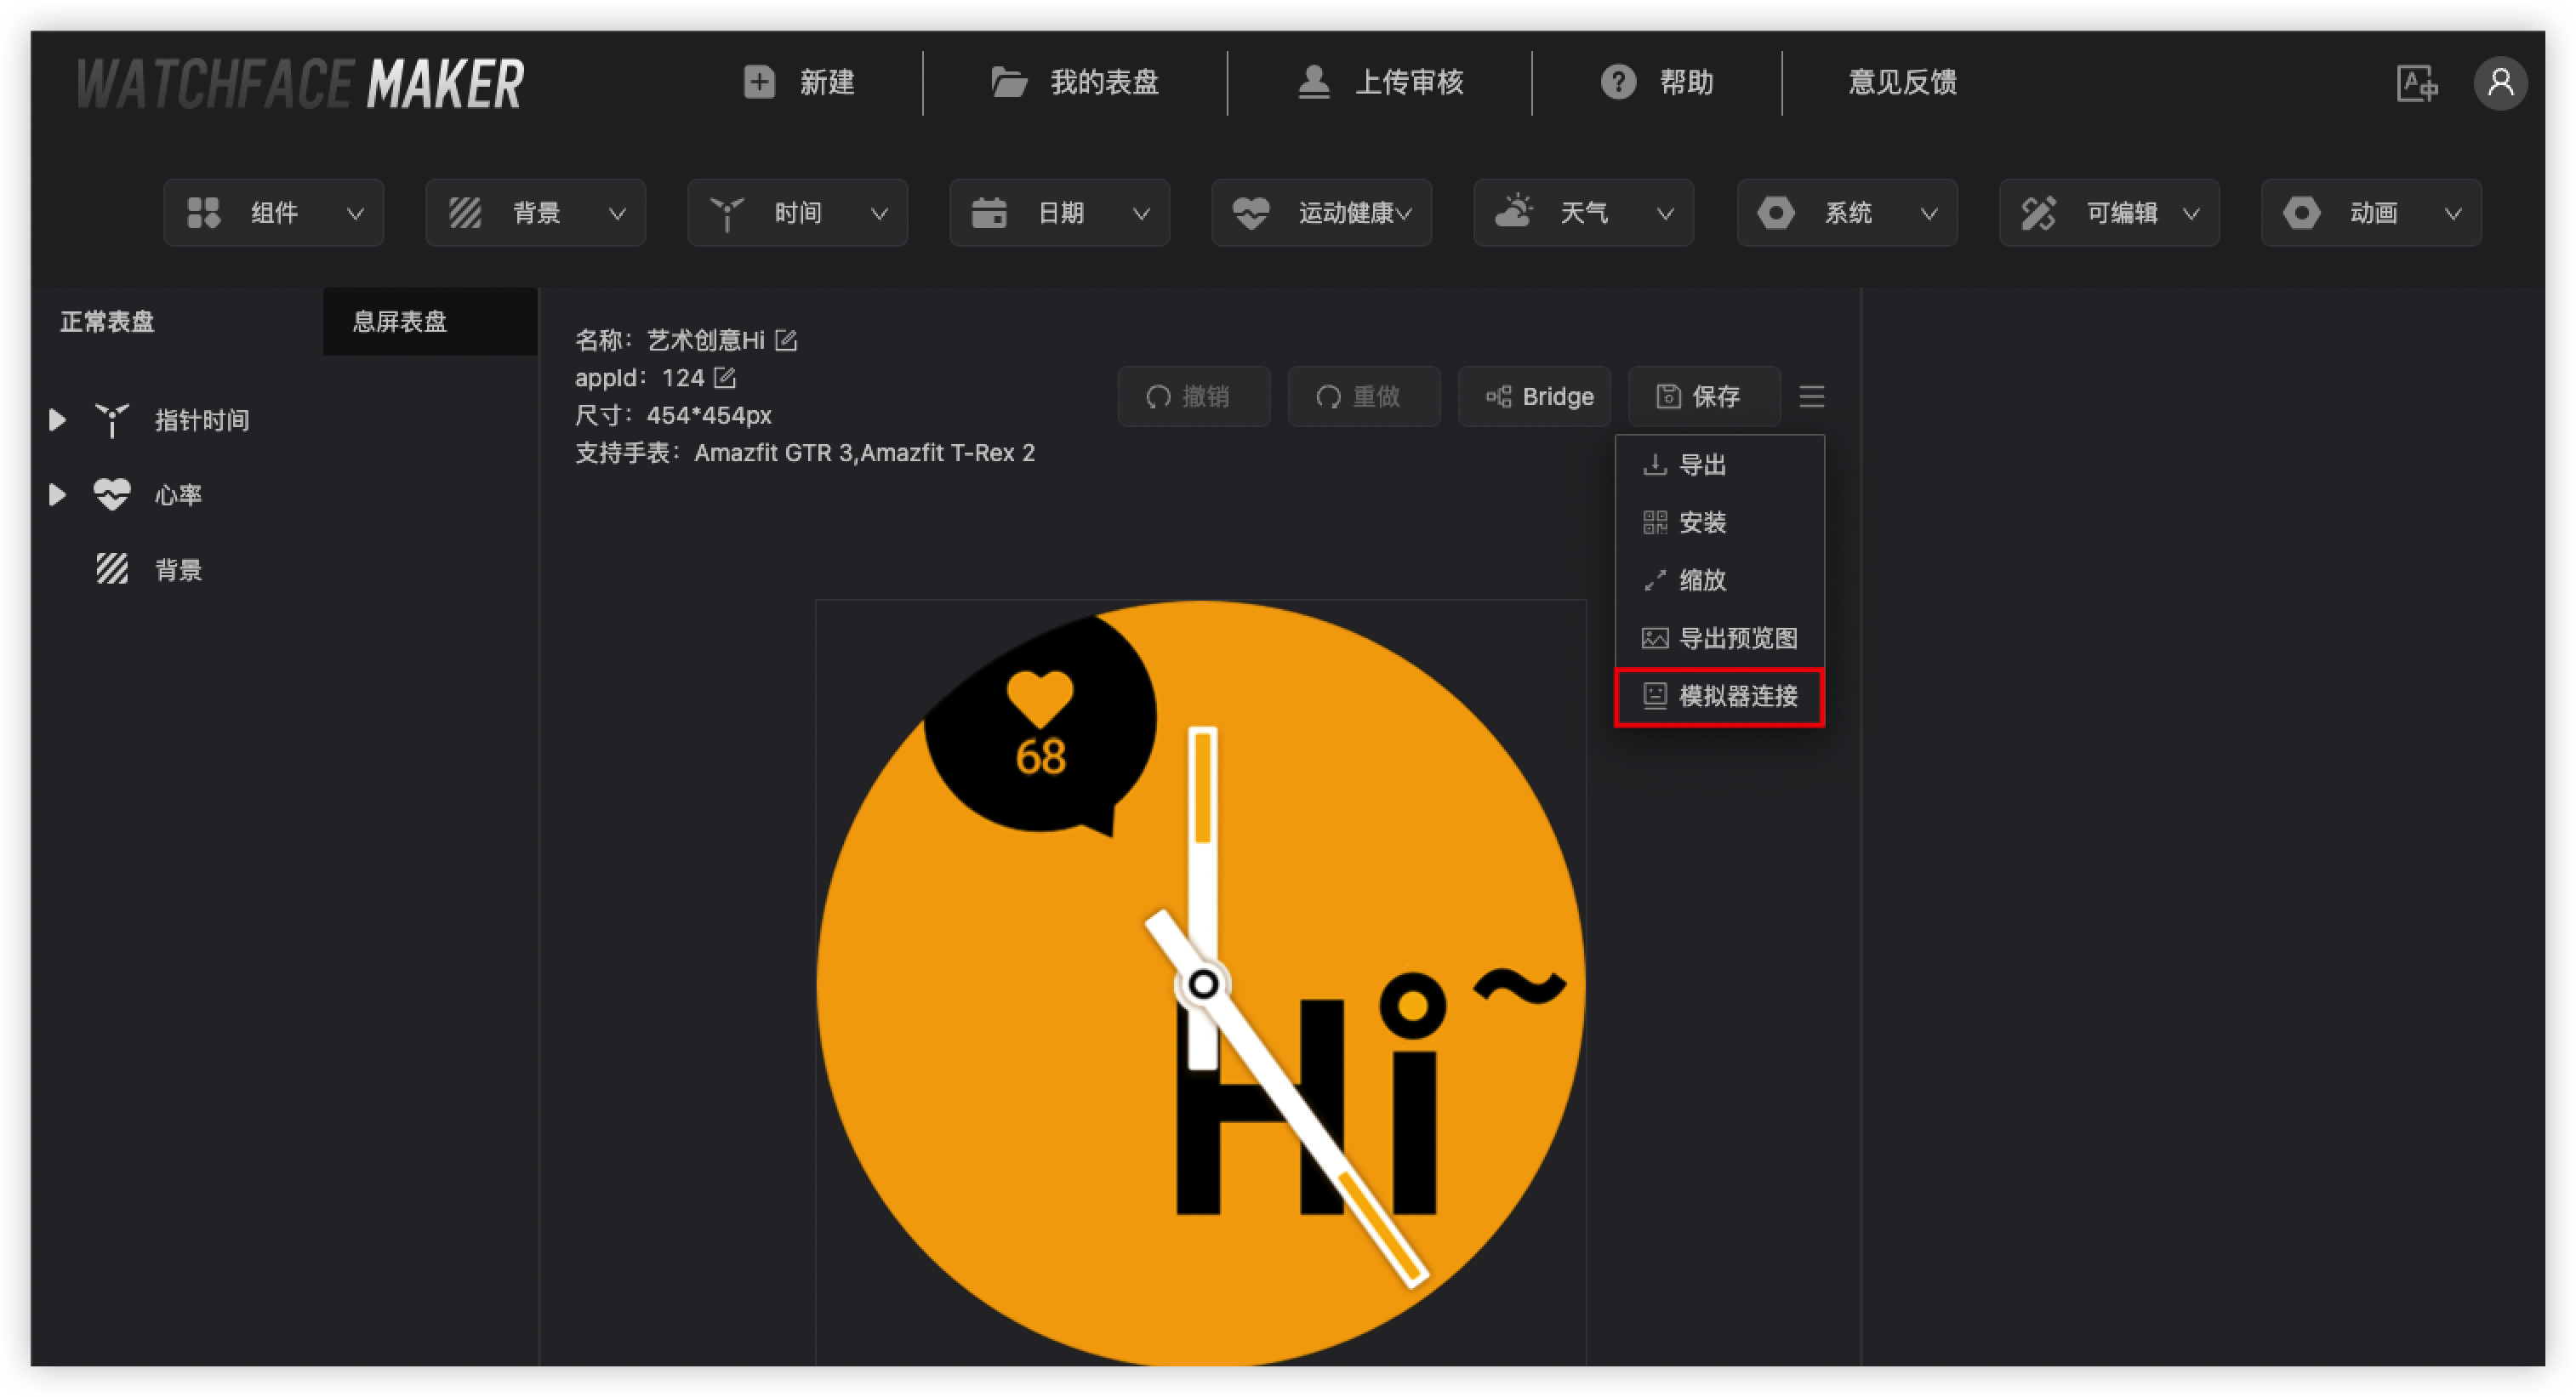 WATCHFACE MAKER
新建
我的表盘
上传审核
帮助
意见反馈
组件
背景
时间
日期
运动健康
天气
系统
可编辑
动画
正常表盘
息屏表盘
指针时间
心率
背景
名称：艺术创意Hi
appId：124
尺寸：454*454px
支持手表：Amazfit GTR 3,Amazfit T-Rex 2
撤销
重做
Bridge
保存
导出
安装
缩放
导出预览图
模拟器连接
68
Hi~